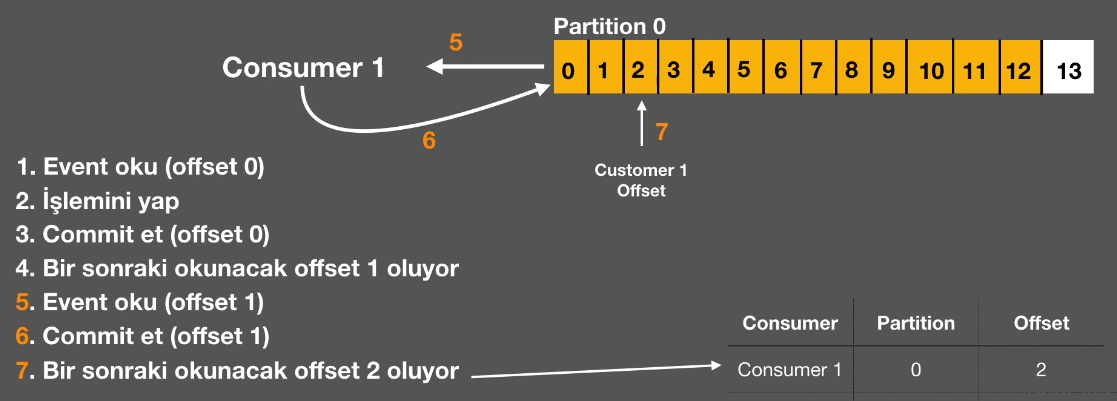 Partition 0
5
Consumer 1
0 1 2 3 4 5 6 7 8 9 10 11 12 13
6
7
Customer 1
Offset
1. Event oku (offset 0)
2. İşlemini yap
3. Commit et (offset 0)
4. Bir sonraki okunacak offset 1 oluyor
5. Event oku (offset 1)
6. Commit et (offset 1)
7. Bir sonraki okunacak offset 2 oluyor
Consumer Partition Offset
Consumer 1 0 2